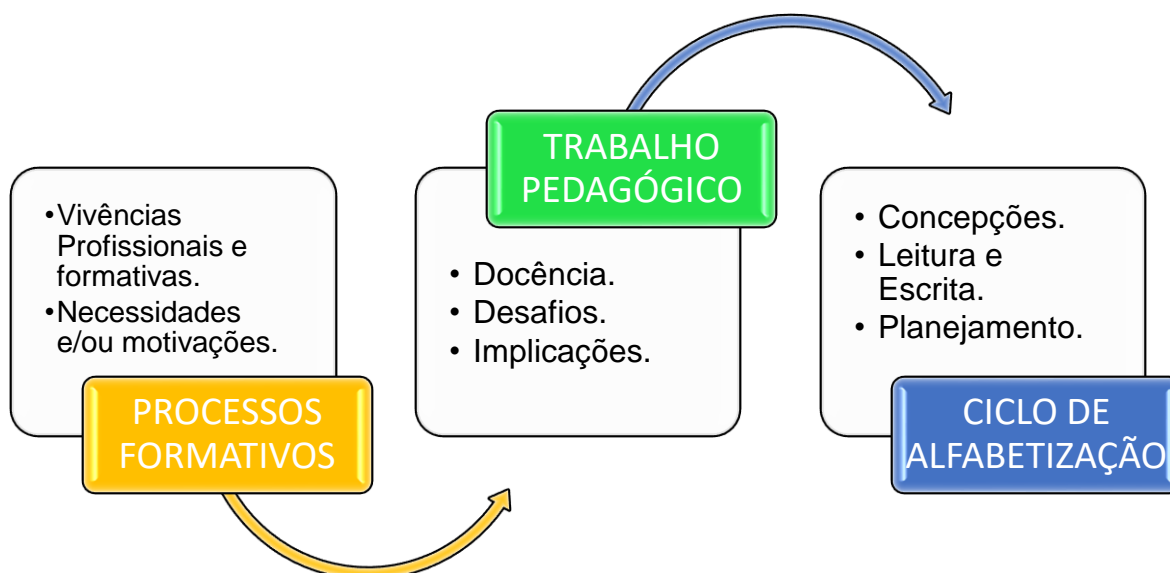 •Vivências
Profissionais e
formativas.
•Necessidades
e/ou motivações.
PROCESSOS
FORMATIVOS
TRABALHO
PEDAGÓGICO
• Docência.
• Desafios.
• Implicações.
• Concepções.
• Leitura e
Escrita.
• Planejamento.
CICLO DE
ALFABETIZAÇÃO